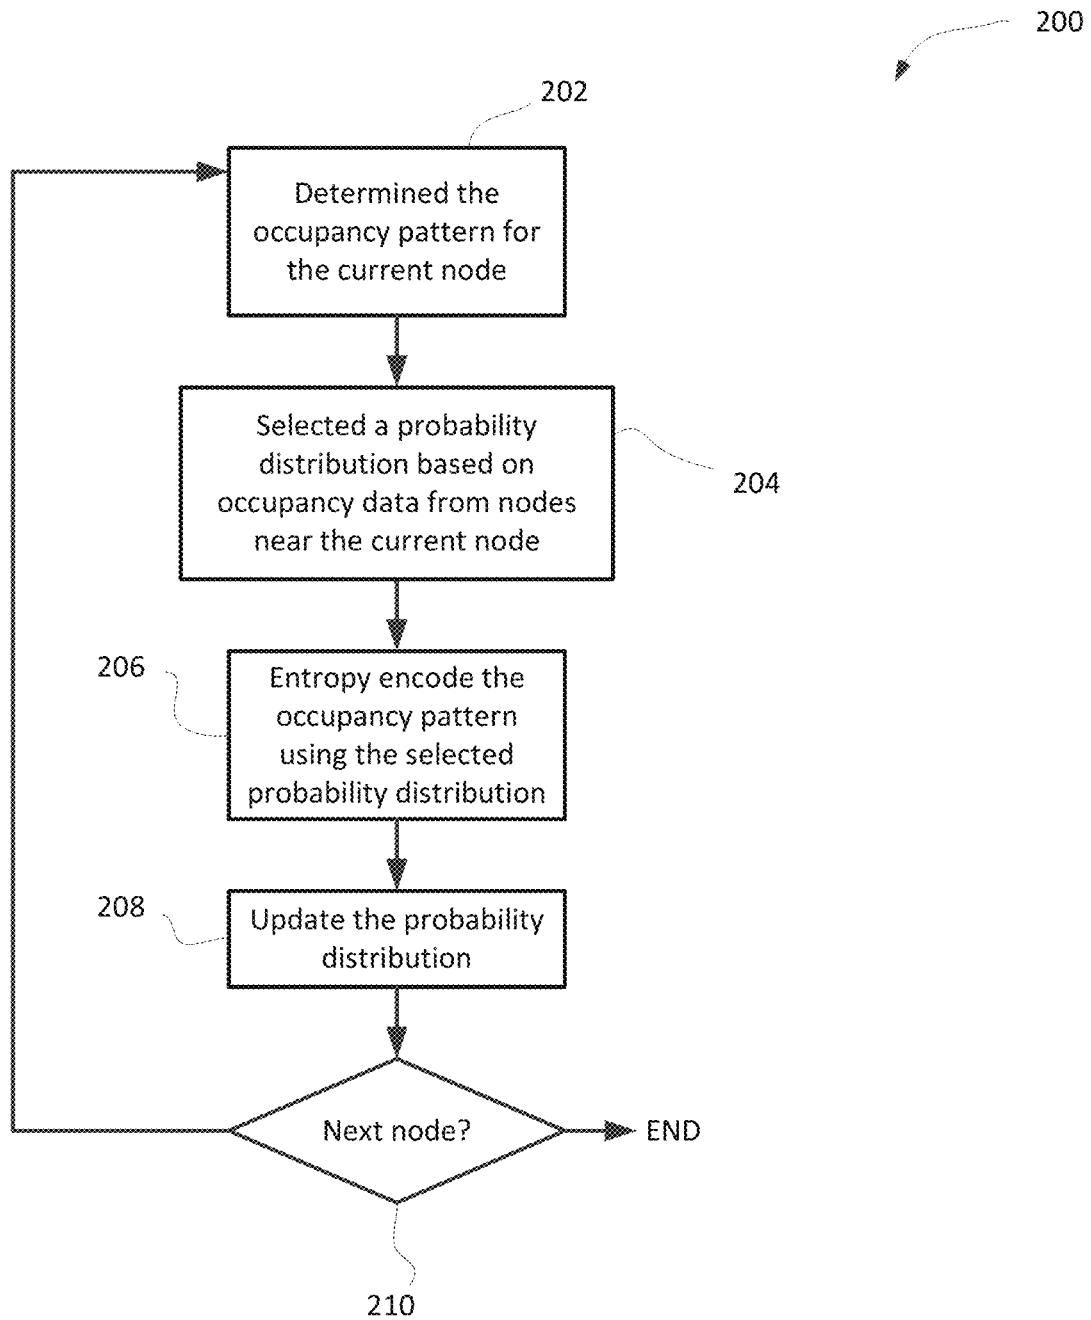 200
202
Determined the
occupancy pattern for
the current node
Selected a probability
distribution based on
occupancy data from nodes
near the current node
204
206
Entropy encode the
occupancy pattern
using the selected
probability distribution
208
Update the probability
distribution
Next node?
END
210